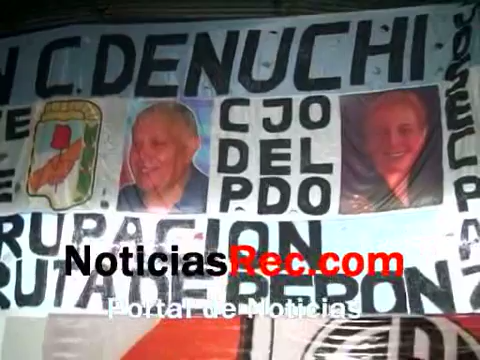 N C. DENUCHI
CJO
DEL
PDO
RUPACION
NoticiasRec.com
RUTA DE PERON
Portal de Noticias